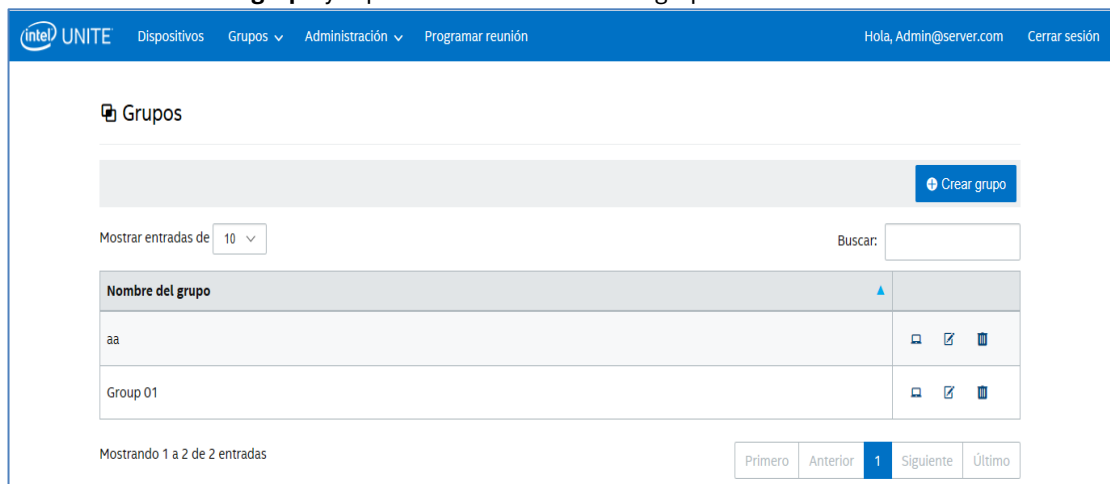 grupo
intel UNITE Dispositivos Grupos Administración Programar reunión Hola, Admin@server.com Cerrar sesión
Grupos
Crear grupo
Mostrar entradas de 10 Buscar:
Nombre del grupo
aa
Group 01
Mostrando 1 a 2 de 2 entradas Primero Anterior 1 Siguiente Último